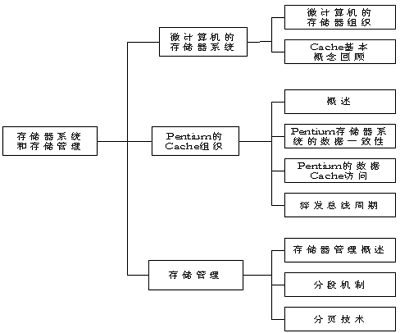 存储器系统
和存储管理
微计算机的
存储器系统
微计算机的
存储器组织
Cache基本
概念回顾
Pentium的
Cache组织
概述
Pentium存储器系
统的数据一致性
Pentium的数据
Cache访问
猝发总线周期
存储管理
存储器管理概述
分段机制
分页技术